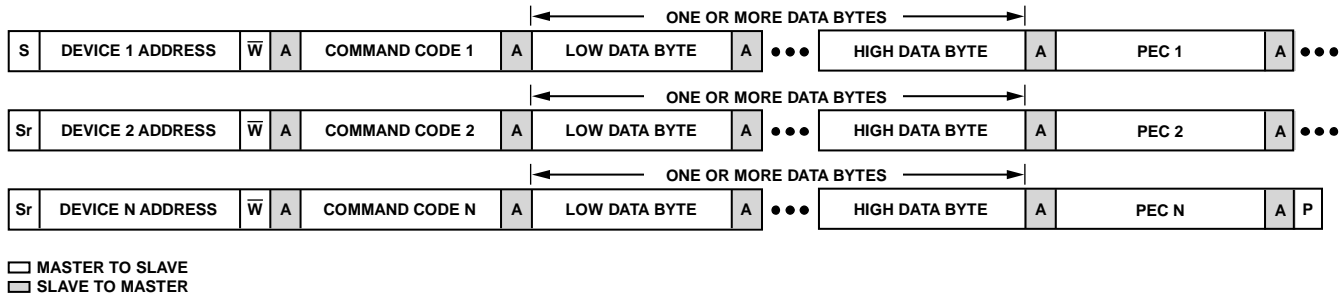 ONE OR MORE DATA BYTES
S DEVICE 1 ADDRESS W̅ A COMMAND CODE 1 A LOW DATA BYTE A ••• HIGH DATA BYTE A PEC 1 A •••
ONE OR MORE DATA BYTES
Sr DEVICE 2 ADDRESS W̅ A COMMAND CODE 2 A LOW DATA BYTE A ••• HIGH DATA BYTE A PEC 2 A •••
ONE OR MORE DATA BYTES
Sr DEVICE N ADDRESS W̅ A COMMAND CODE N A LOW DATA BYTE A ••• HIGH DATA BYTE A PEC N A P
MASTER TO SLAVE
SLAVE TO MASTER